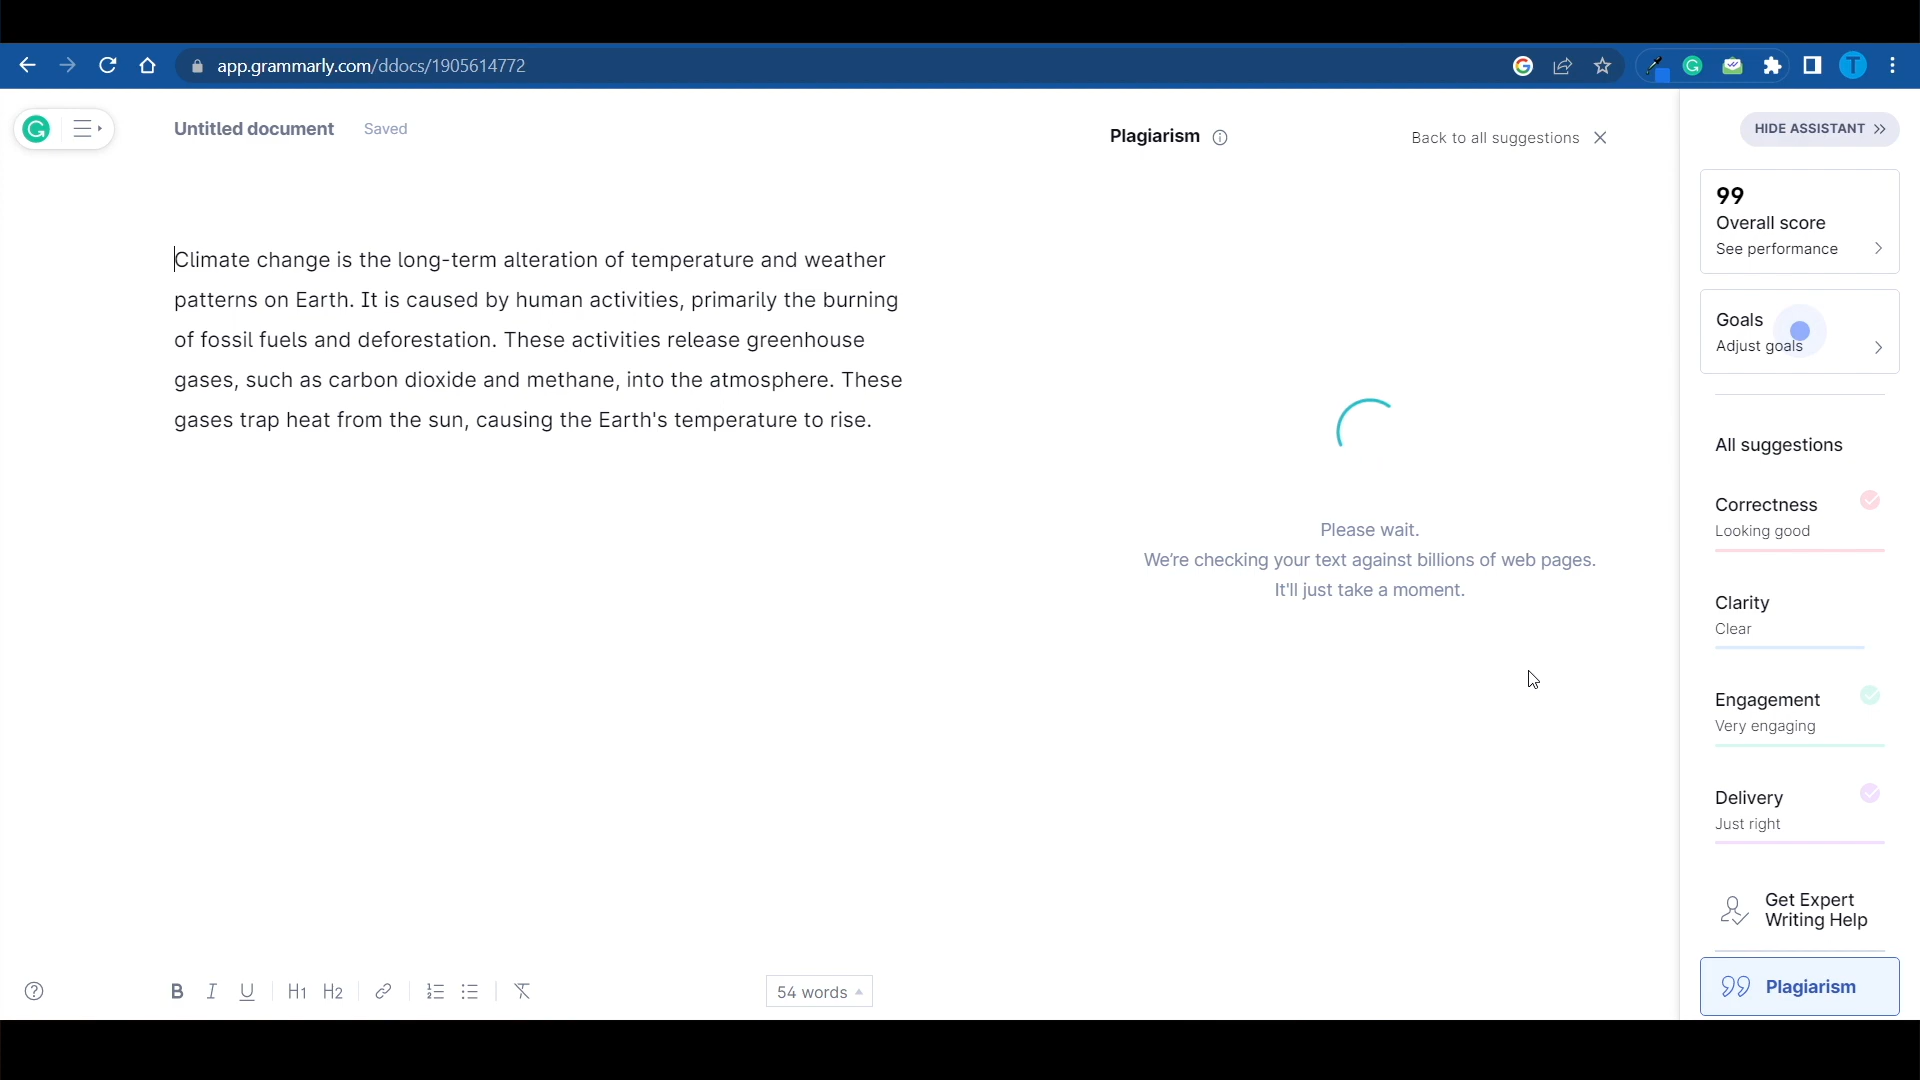 app.grammarly.com/ddocs/1905614772
T
Untitled document
Saved
Climate change is the long-term alteration of temperature and weather
patterns on Earth. It is caused by human activities, primarily the burning
of fossil fuels and deforestation. These activities release greenhouse
gases, such as carbon dioxide and methane, into the atmosphere. These
gases trap heat from the sun, causing the Earth's temperature to rise.
B I U H1 H2
54 words
Plagiarism
Back to all suggestions
Please wait.
We're checking your text against billions of web pages.
It'll just take a moment.
HIDE ASSISTANT
99
Overall score
See performance
Goals
Adjust goals
All suggestions
Correctness
Looking good
Clarity
Clear
Engagement
Very engaging
Delivery
Just right
Get Expert
Writing Help
Plagiarism